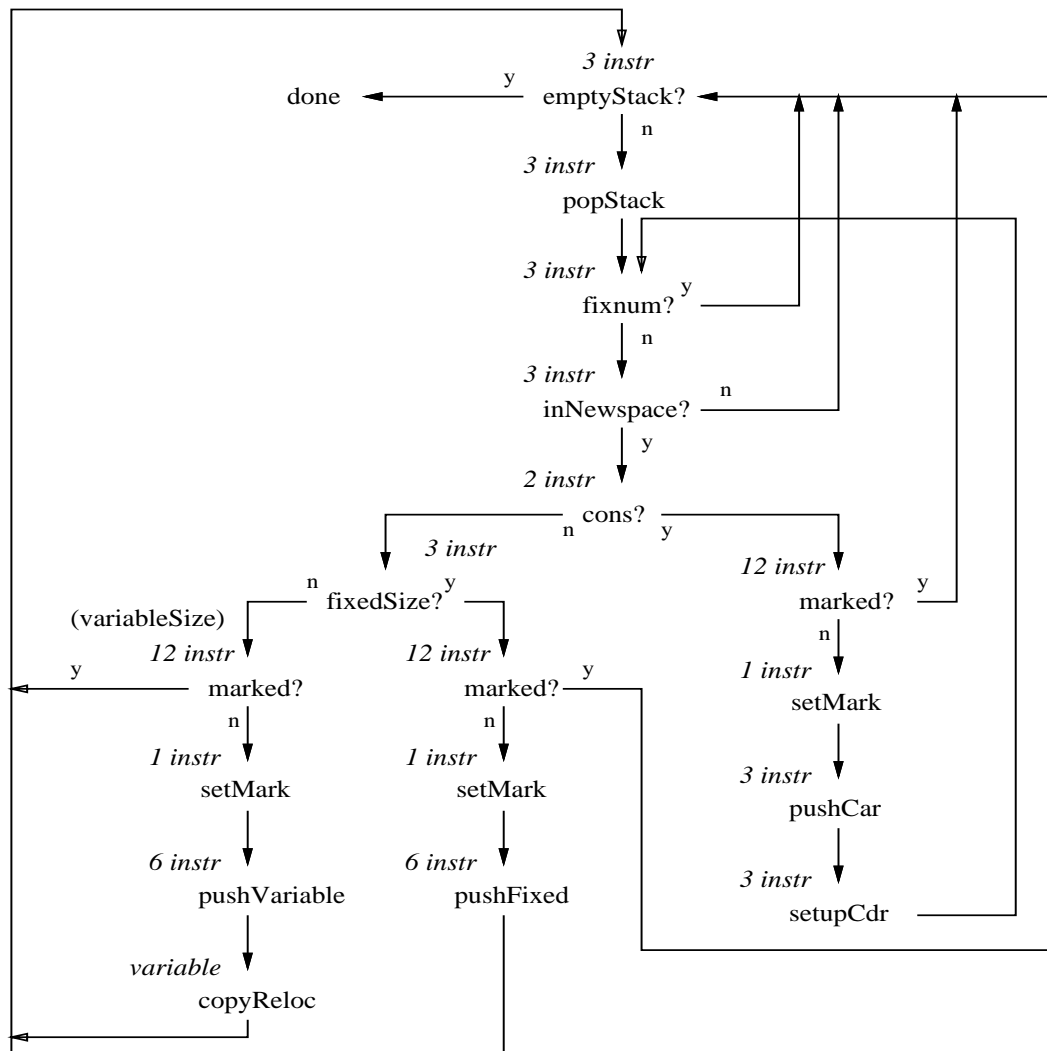 3 instr
y
done
emptyStack?
n
3 instr
popStack
3 instr
fixnum?
y
n
3 instr
inNewspace?
n
y
2 instr
cons?
n
y
3 instr
12 instr
n
fixedSize?
y
marked?
y
(variableSize)
n
12 instr
12 instr
y
marked?
marked?
y
1 instr
setMark
n
n
1 instr
1 instr
setMark
setMark
3 instr
pushCar
6 instr
6 instr
pushVariable
pushFixed
3 instr
setupCdr
variable
copyReloc